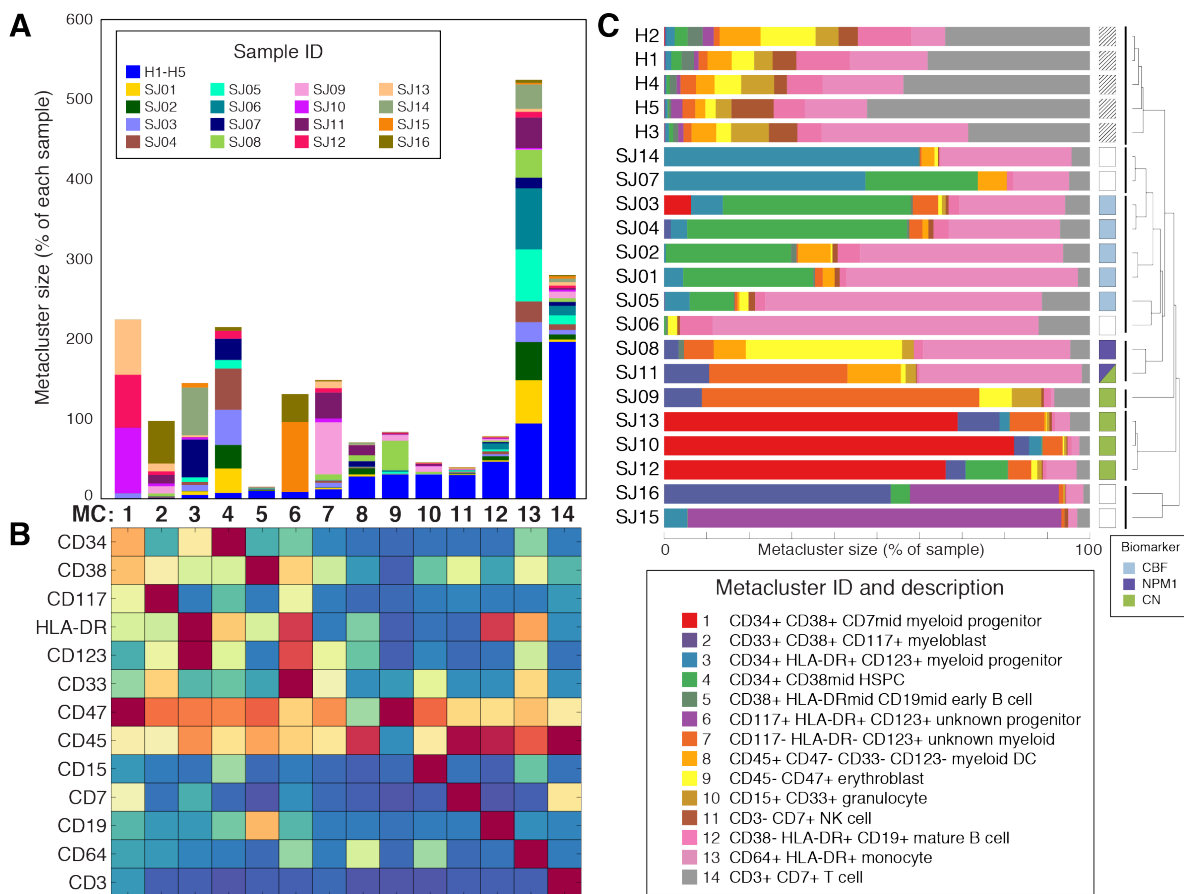 A
600
500
400
300
200
100
0
Metacluster size (% of each sample)
Sample ID
H1-H5
SJ01
SJ02
SJ03
SJ04
SJ05
SJ06
SJ07
SJ08
SJ09
SJ10
SJ11
SJ12
SJ13
SJ14
SJ15
SJ16
MC: 1 2 3 4 5 6 7 8 9 10 11 12 13 14
B
CD34
CD38
CD117
HLA-DR
CD123
CD33
CD47
CD45
CD15
CD7
CD19
CD64
CD3
C
H2
H1
H4
H5
H3
SJ14
SJ07
SJ03
SJ04
SJ02
SJ01
SJ05
SJ06
SJ08
SJ11
SJ09
SJ13
SJ10
SJ12
SJ16
SJ15
0 Metacluster size (% of sample) 100
Biomarker
CBF
NPM1
CN
Metacluster ID and description
1 CD34+ CD38+ CD7mid myeloid progenitor
2 CD33+ CD38+ CD117+ myeloblast
3 CD34+ HLA-DR+ CD123+ myeloid progenitor
4 CD34+ CD38mid HSPC
5 CD38+ HLA-DRmid CD19mid early B cell
6 CD117+ HLA-DR+ CD123+ unknown progenitor
7 CD117- HLA-DR- CD123+ unknown myeloid
8 CD45+ CD47- CD33- CD123- myeloid DC
9 CD45- CD47+ erythroblast
10 CD15+ CD33+ granulocyte
11 CD3- CD7+ NK cell
12 CD38- HLA-DR+ CD19+ mature B cell
13 CD64+ HLA-DR+ monocyte
14 CD3+ CD7+ T cell